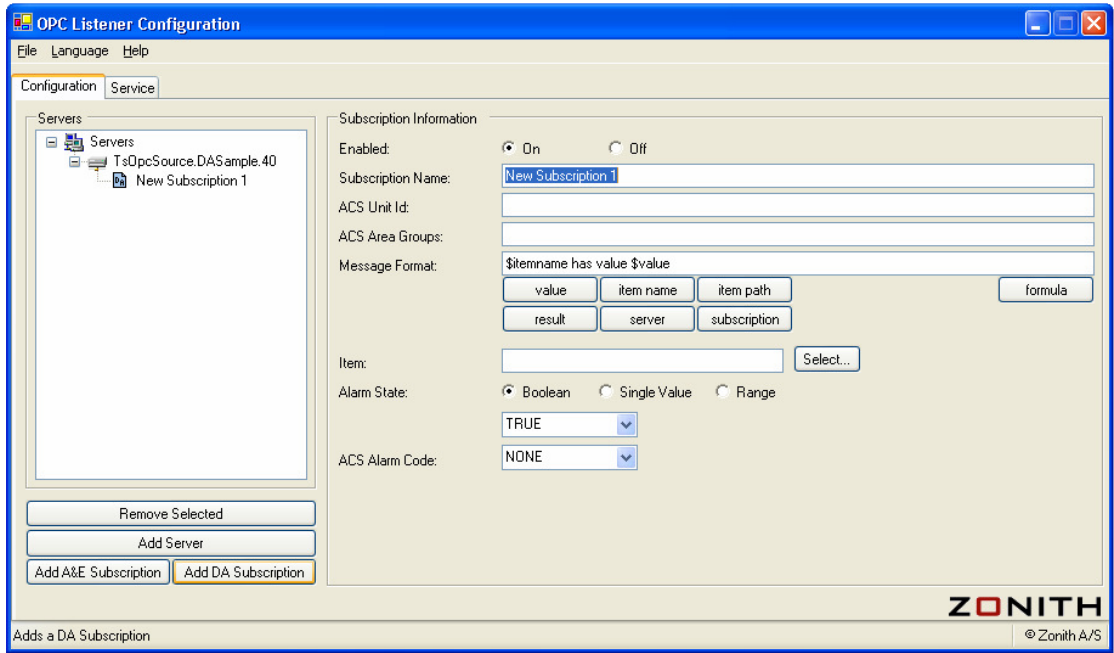 OPC Listener Configuration
File Language Help
Configuration Service
Servers
Servers
TsOpcSource.DASample.40
New Subscription 1
Remove Selected
Add Server
Add A&E Subscription Add DA Subscription
Subscription Information
Enabled: On Off
Subscription Name: New Subscription 1
ACS Unit Id:
ACS Area Groups:
Message Format: $itemname has value $value
value item name item path formula
result server subscription
Item: Select...
Alarm State: Boolean Single Value Range
TRUE
ACS Alarm Code: NONE
ZONITH
Adds a DA Subscription © Zonith A/S